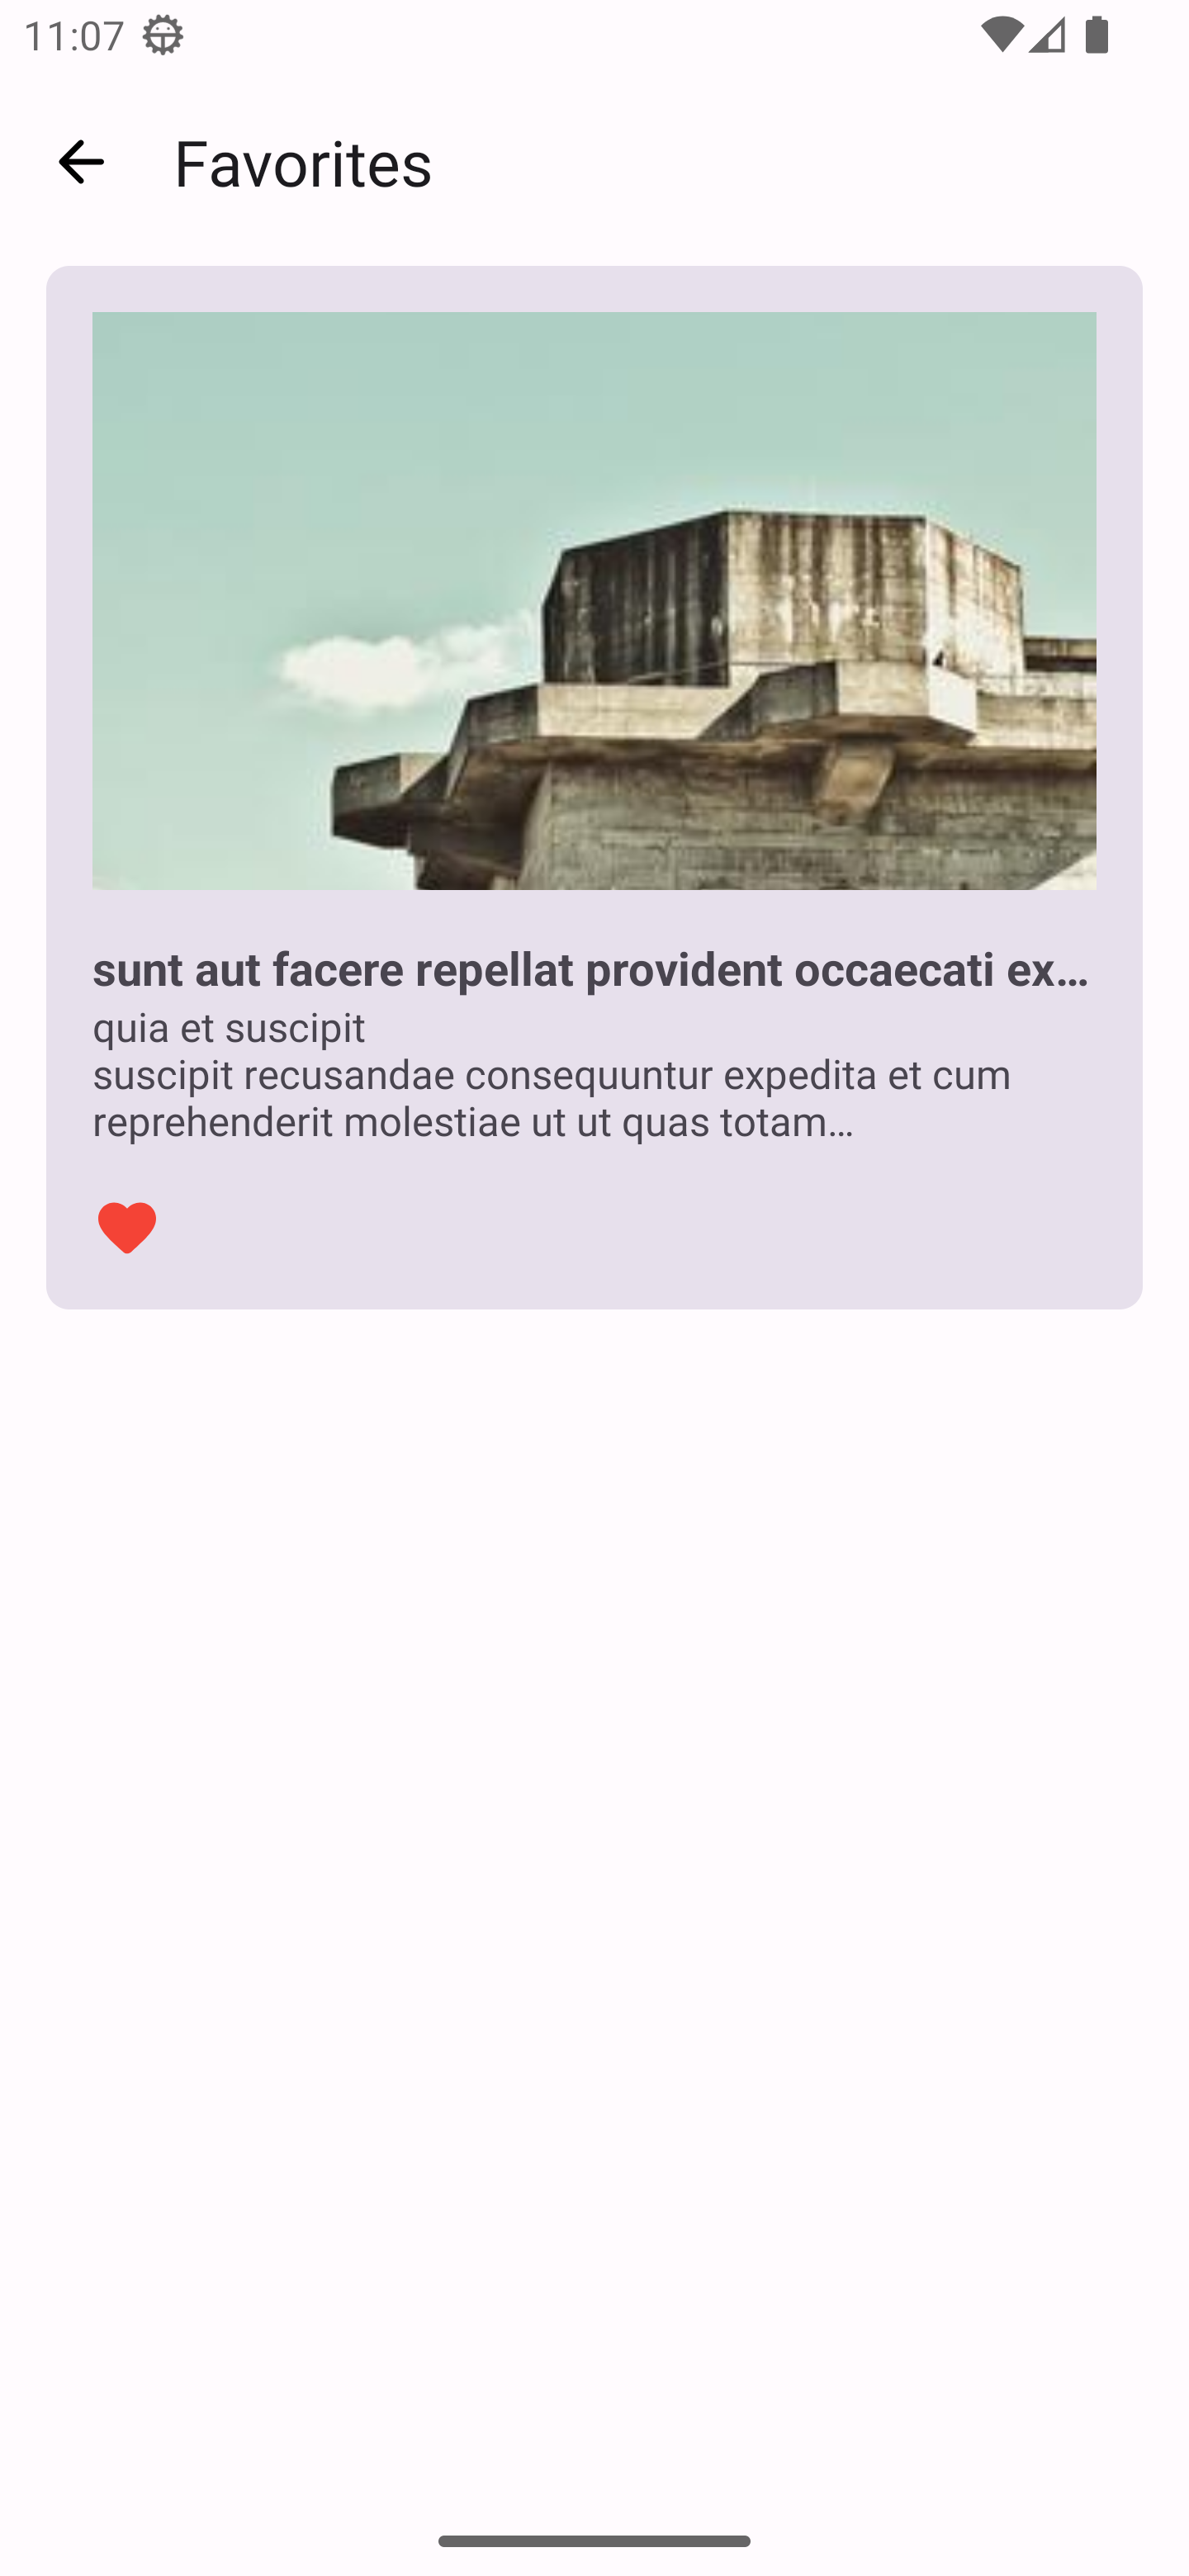 11:07
Favorites
sunt aut facere repellat provident occaecati ex…
quia et suscipit
suscipit recusandae consequuntur expedita et cum
reprehenderit molestiae ut ut quas totam…